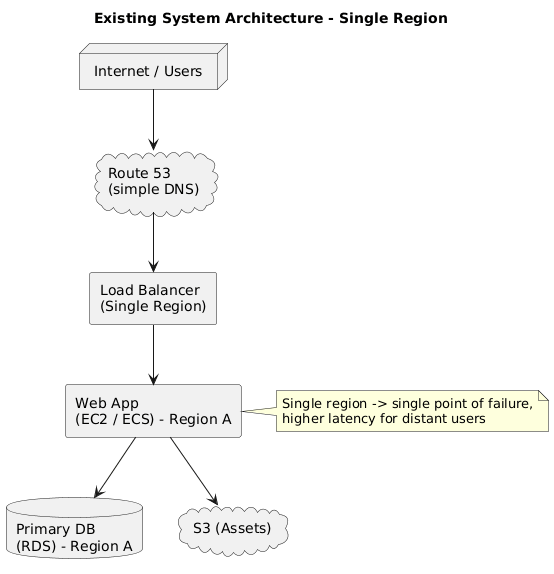 Existing System Architecture - Single Region
Internet / Users
Route 53
(simple DNS)
Load Balancer
(Single Region)
Web App
(EC2 / ECS) - Region A
Single region -> single point of failure,
higher latency for distant users
Primary DB
(RDS) - Region A
S3 (Assets)